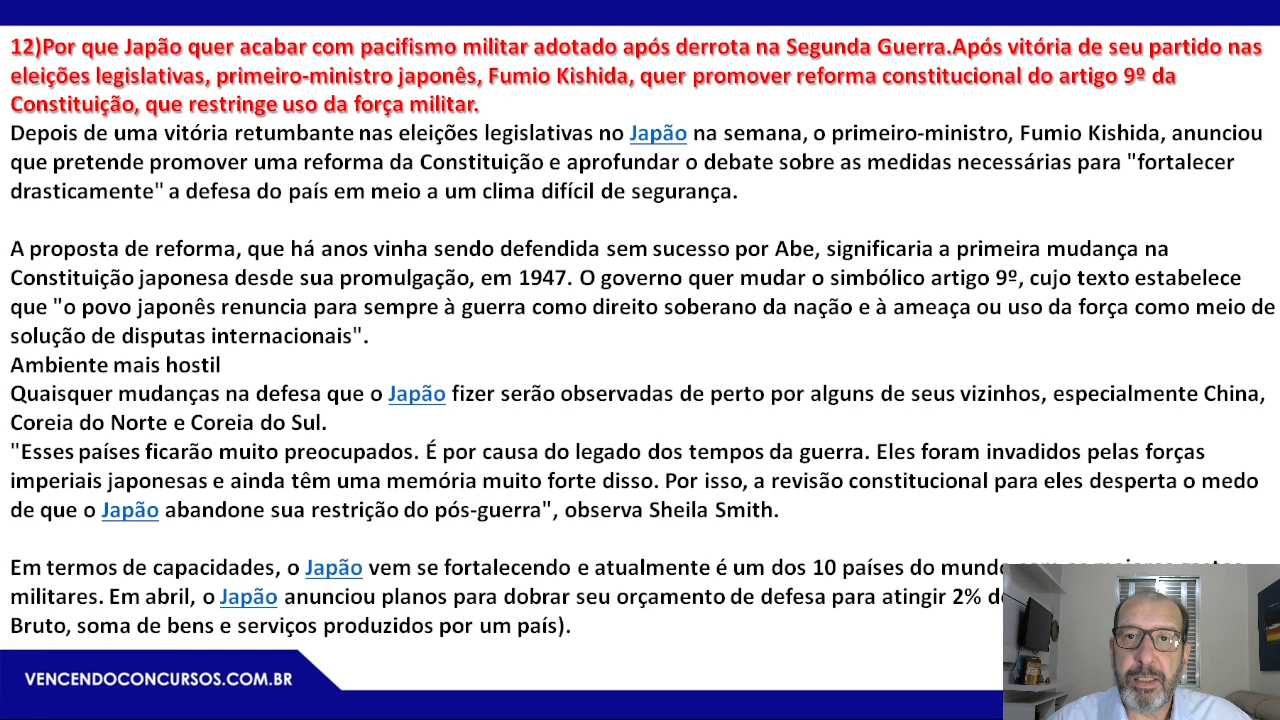 12)Por que Japão quer acabar com pacifismo militar adotado após derrota na Segunda Guerra.Após vitória de seu partido nas
eleições legislativas, primeiro-ministro japonês, Fumio Kishida, quer promover reforma constitucional do artigo 9º da
Constituição, que restringe uso da força militar.
Depois de uma vitória retumbante nas eleições legislativas no Japão na semana, o primeiro-ministro, Fumio Kishida, anunciou
que pretende promover uma reforma da Constituição e aprofundar o debate sobre as medidas necessárias para "fortalecer
drasticamente" a defesa do país em meio a um clima difícil de segurança.
A proposta de reforma, que há anos vinha sendo defendida sem sucesso por Abe, significaria a primeira mudança na
Constituição japonesa desde sua promulgação, em 1947. O governo quer mudar o simbólico artigo 9º, cujo texto estabelece
que "o povo japonês renuncia para sempre à guerra como direito soberano da nação e à ameaça ou uso da força como meio de
solução de disputas internacionais".
Ambiente mais hostil
Quaisquer mudanças na defesa que o Japão fizer serão observadas de perto por alguns de seus vizinhos, especialmente China,
Coreia do Norte e Coreia do Sul.
"Esses países ficarão muito preocupados. É por causa do legado dos tempos da guerra. Eles foram invadidos pelas forças
imperiais japonesas e ainda têm uma memória muito forte disso. Por isso, a revisão constitucional para eles desperta o medo
de que o Japão abandone sua restrição do pós-guerra", observa Sheila Smith.
Em termos de capacidades, o Japão vem se fortalecendo e atualmente é um dos 10 países do mundo
militares. Em abril, o Japão anunciou planos para dobrar seu orçamento de defesa para atingir 2%
Bruto, soma de bens e serviços produzidos por um país).
VENCENDOCONCURSOS.COM.BR